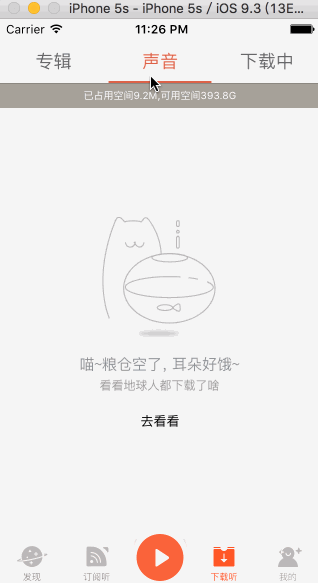 iPhone 5s - iPhone 5s / iOS 9.3 (13E...
Carrier 11:26 PM
专辑 声音 下载中
已占用空间9.2M,可用空间393.8G
喵~粮仓空了, 耳朵好饿~
看看地球人都下载了啥
去看看
发现 订阅听 下载听 我的